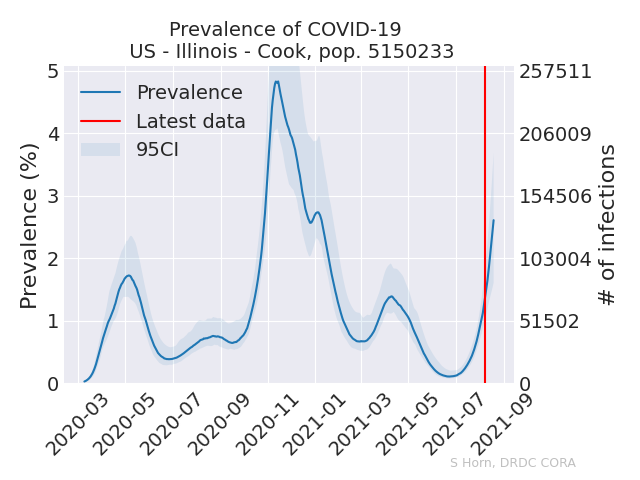 Prevalence of COVID-19
US - Illinois - Cook, pop. 5150233
Prevalence
Latest data
95CI
Prevalence (%)
5
4
3
2
1
0
257511
206009
154506
103004
51502
0
# of infections
2020-03
2020-05
2020-07
2020-09
2020-11
2021-01
2021-03
2021-05
2021-07
2021-09
S Horn, DRDC CORA